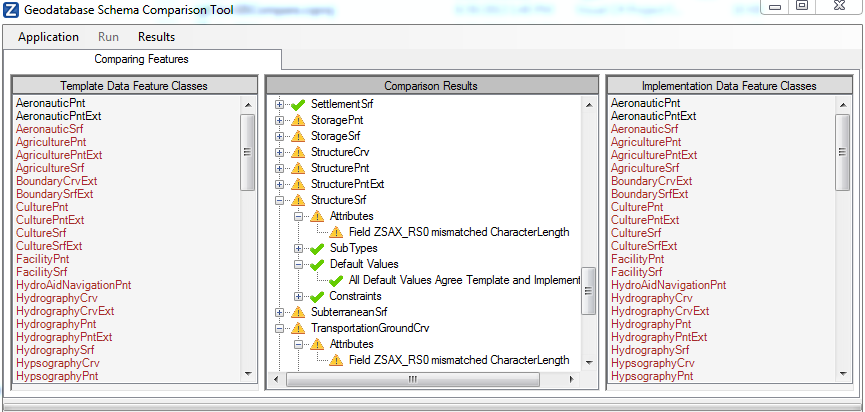 Geodatabase Schema Comparison Tool
Application Run Results
Comparing Features
Template Data Feature Classes
AeronauticPnt
AeronauticPntExt
AeronauticSrf
AgriculturePnt
AgriculturePntExt
AgricultureSrf
BoundaryCrvExt
BoundarySrfExt
CulturePnt
CulturePntExt
CultureSrf
CultureSrfExt
FacilityPnt
FacilitySrf
HydroAidNavigationPnt
HydrographyCrv
HydrographyCrvExt
HydrographyPnt
HydrographyPntExt
HydrographySrf
HypsographyCrv
HypsographyPnt
Comparison Results
SettlementSrf
StoragePnt
StorageSrf
StructureCrv
StructurePnt
StructurePntExt
StructureSrf
Attributes
Field ZSAX_RS0 mismatched CharacterLength
SubTypes
Default Values
All Default Values Agree Template and Implement
Constraints
SubterraneanSrf
TransportationGroundCrv
Attributes
Field ZSAX_RS0 mismatched CharacterLength
Implementation Data Feature Classes
AeronauticPnt
AeronauticPntExt
AeronauticSrf
AgriculturePnt
AgriculturePntExt
AgricultureSrf
BoundaryCrvExt
BoundarySrfExt
CulturePnt
CulturePntExt
CultureSrf
CultureSrfExt
FacilityPnt
FacilitySrf
HydroAidNavigationPnt
HydrographyCrv
HydrographyCrvExt
HydrographyPnt
HydrographyPntExt
HydrographySrf
HypsographyCrv
HypsographyPnt